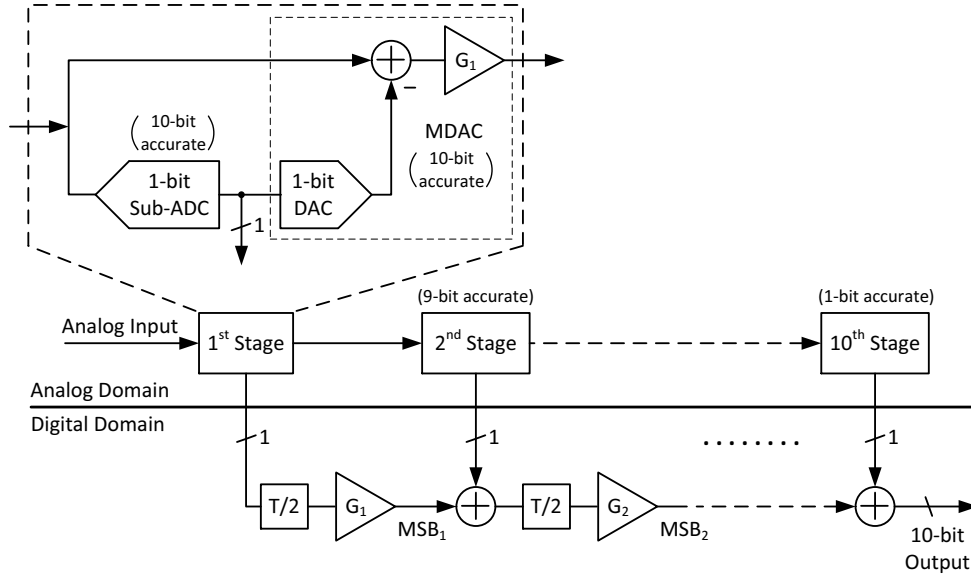 G1
(10-bit accurate)
MDAC
(10-bit accurate)
1-bit Sub-ADC
1-bit DAC
1
(9-bit accurate)
(1-bit accurate)
Analog Input
1st Stage
2nd Stage
10th Stage
Analog Domain
Digital Domain
1
1
1
T/2
G1
MSB1
T/2
G2
MSB2
10-bit Output